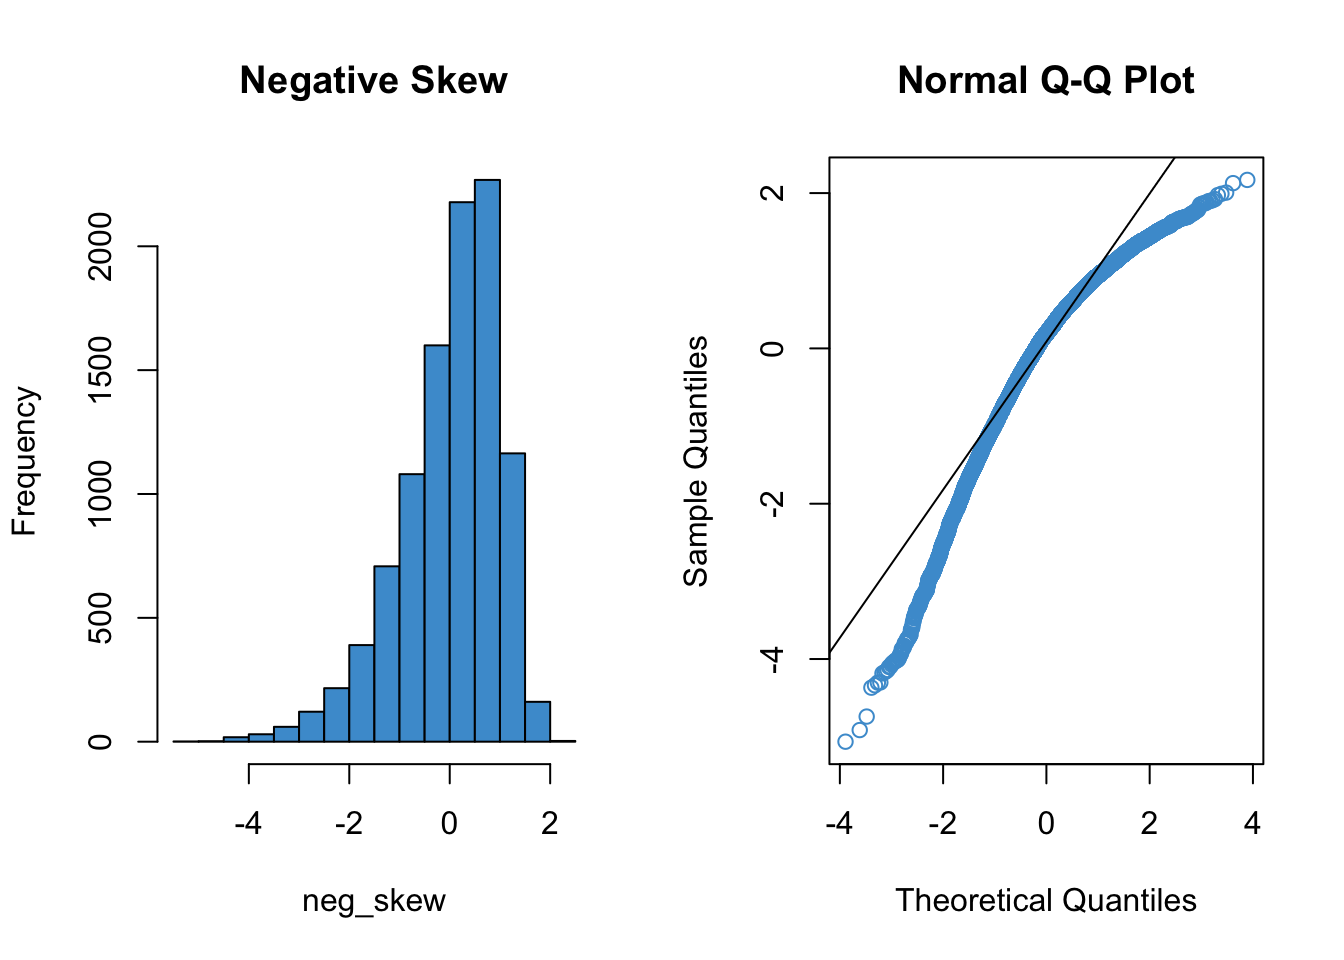 Negative Skew
Frequency
2000
1500
1000
500
0
-4 -2 0 2
neg_skew
Normal Q-Q Plot
Sample Quantiles
2
0
-2
-4
-4 -2 0 2 4
Theoretical Quantiles